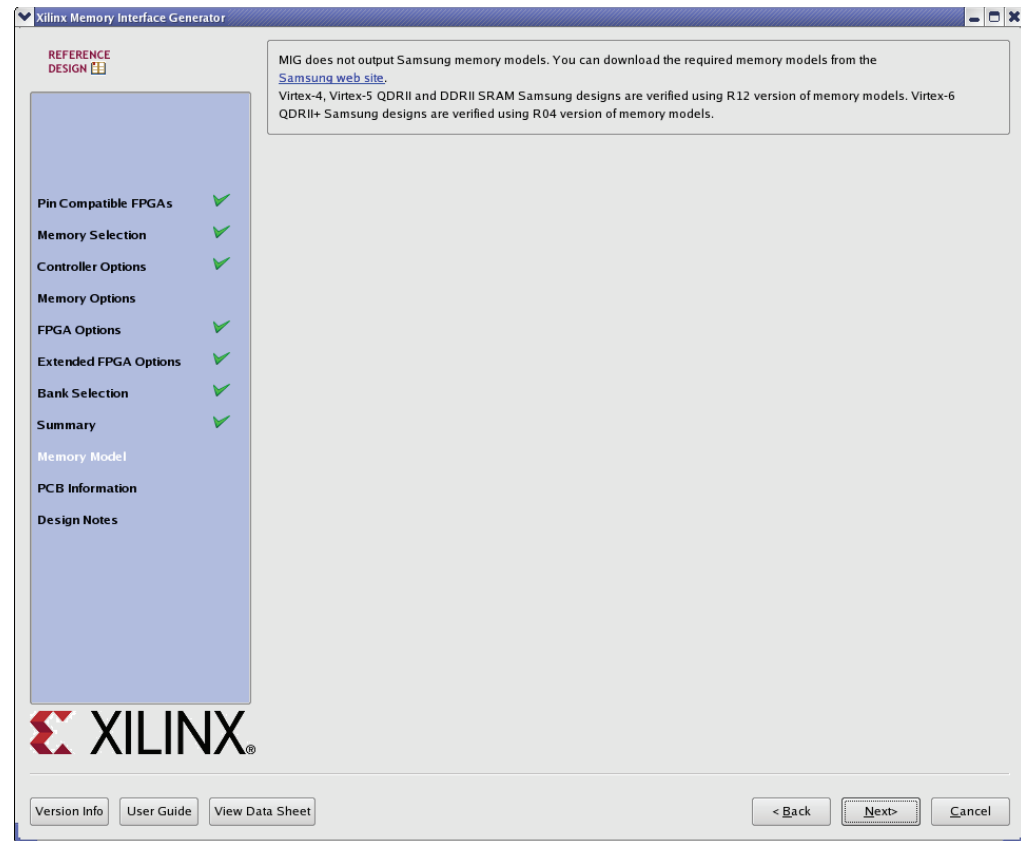 Xilinx Memory Interface Generator
REFERENCE
DESIGN
MIG does not output Samsung memory models. You can download the required memory models from the
Samsung web site.
Virtex-4, Virtex-5 QDRII and DDRII SRAM Samsung designs are verified using R12 version of memory models. Virtex-6
QDRII+ Samsung designs are verified using R04 version of memory models.
Pin Compatible FPGAs
Memory Selection
Controller Options
Memory Options
FPGA Options
Extended FPGA Options
Bank Selection
Summary
Memory Model
PCB Information
Design Notes
XILINX®
Version Info User Guide View Data Sheet < Back Next> Cancel